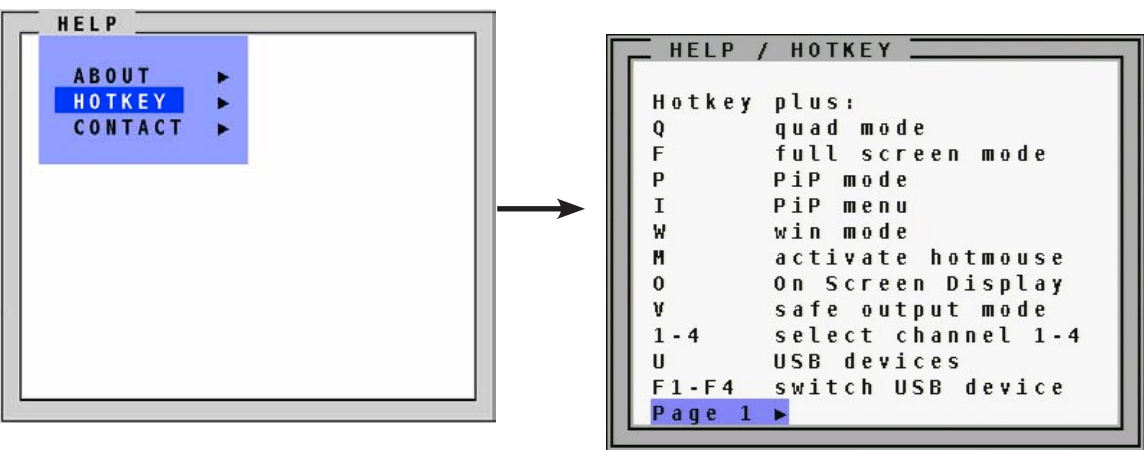 HELP
ABOUT ▶
HOTKEY ▶
CONTACT ▶
HELP / HOTKEY
Hotkey plus:
Q quad mode
F full screen mode
P PiP mode
I PiP menu
W win mode
M activate hotmouse
O On Screen Display
V safe output mode
1-4 select channel 1-4
U USB devices
F1-F4 switch USB device
Page 1 ▶